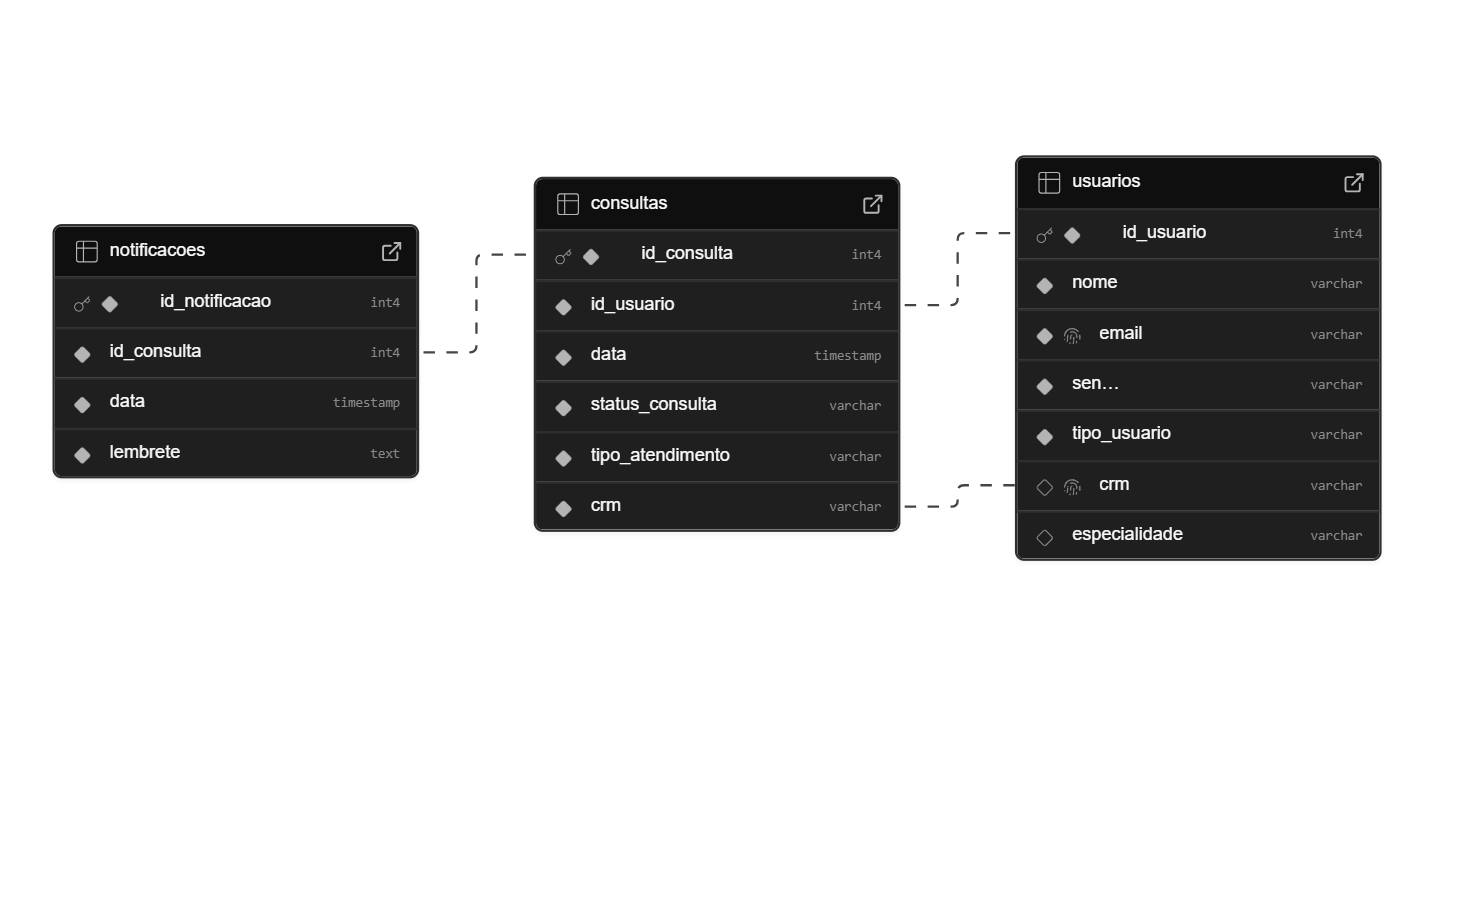 notificacoes
id_notificacao int4
id_consulta int4
data timestamp
lembrete text
consultas
id_consulta int4
id_usuario int4
data timestamp
status_consulta varchar
tipo_atendimento varchar
crm varchar
usuarios
id_usuario int4
nome varchar
email varchar
sen... varchar
tipo_usuario varchar
crm varchar
especialidade varchar